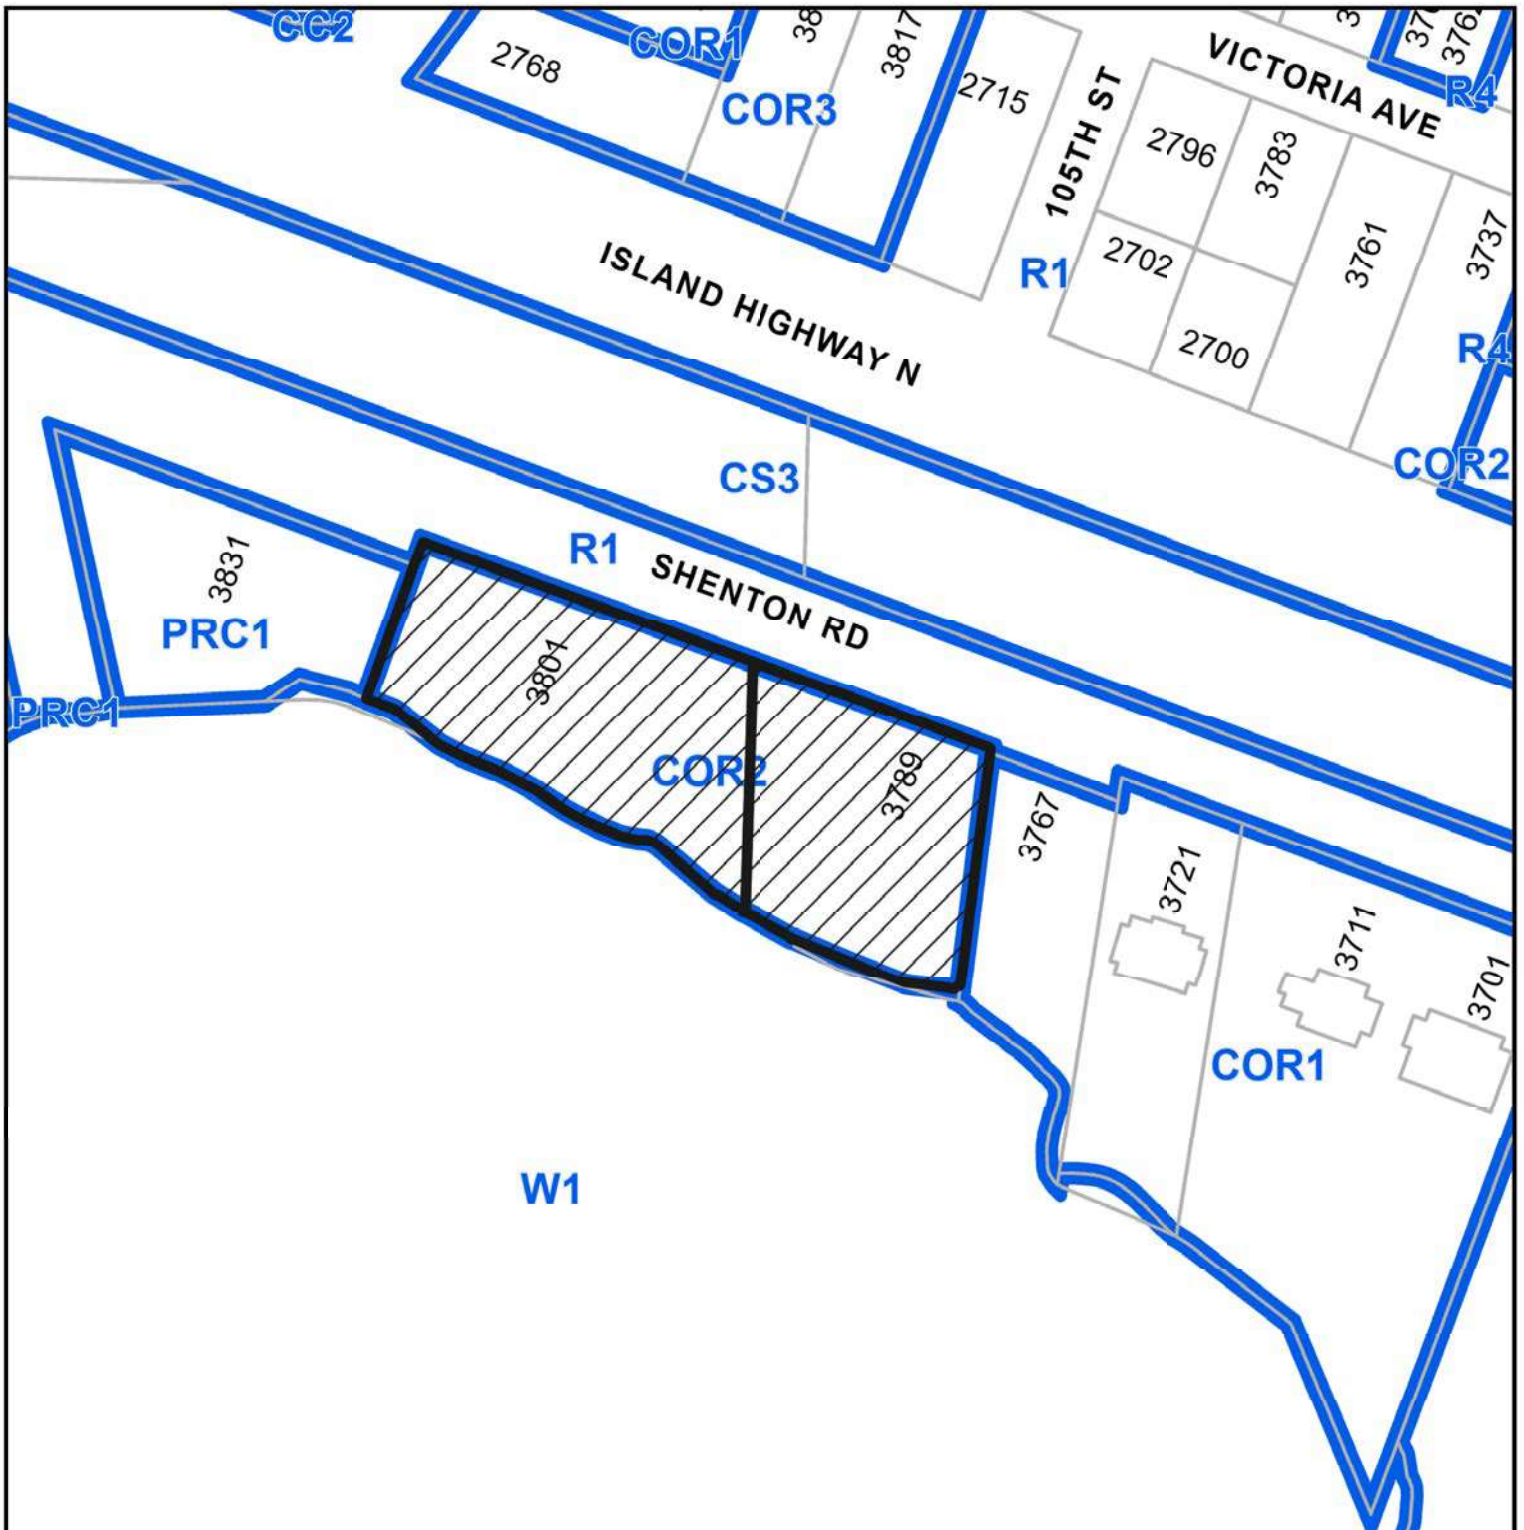 CC2
COR1
2768
COR3
3817
2715
105TH ST
VICTORIA AVE
R4
2796
3783
2702
2700
3761
3737
R1
R4
COR2
ISLAND HIGHWAY N
CS3
R1
SHENTON RD
3831
PRC1
PRC1
3801
COR2
3789
3767
3721
3711
3701
COR1
W1